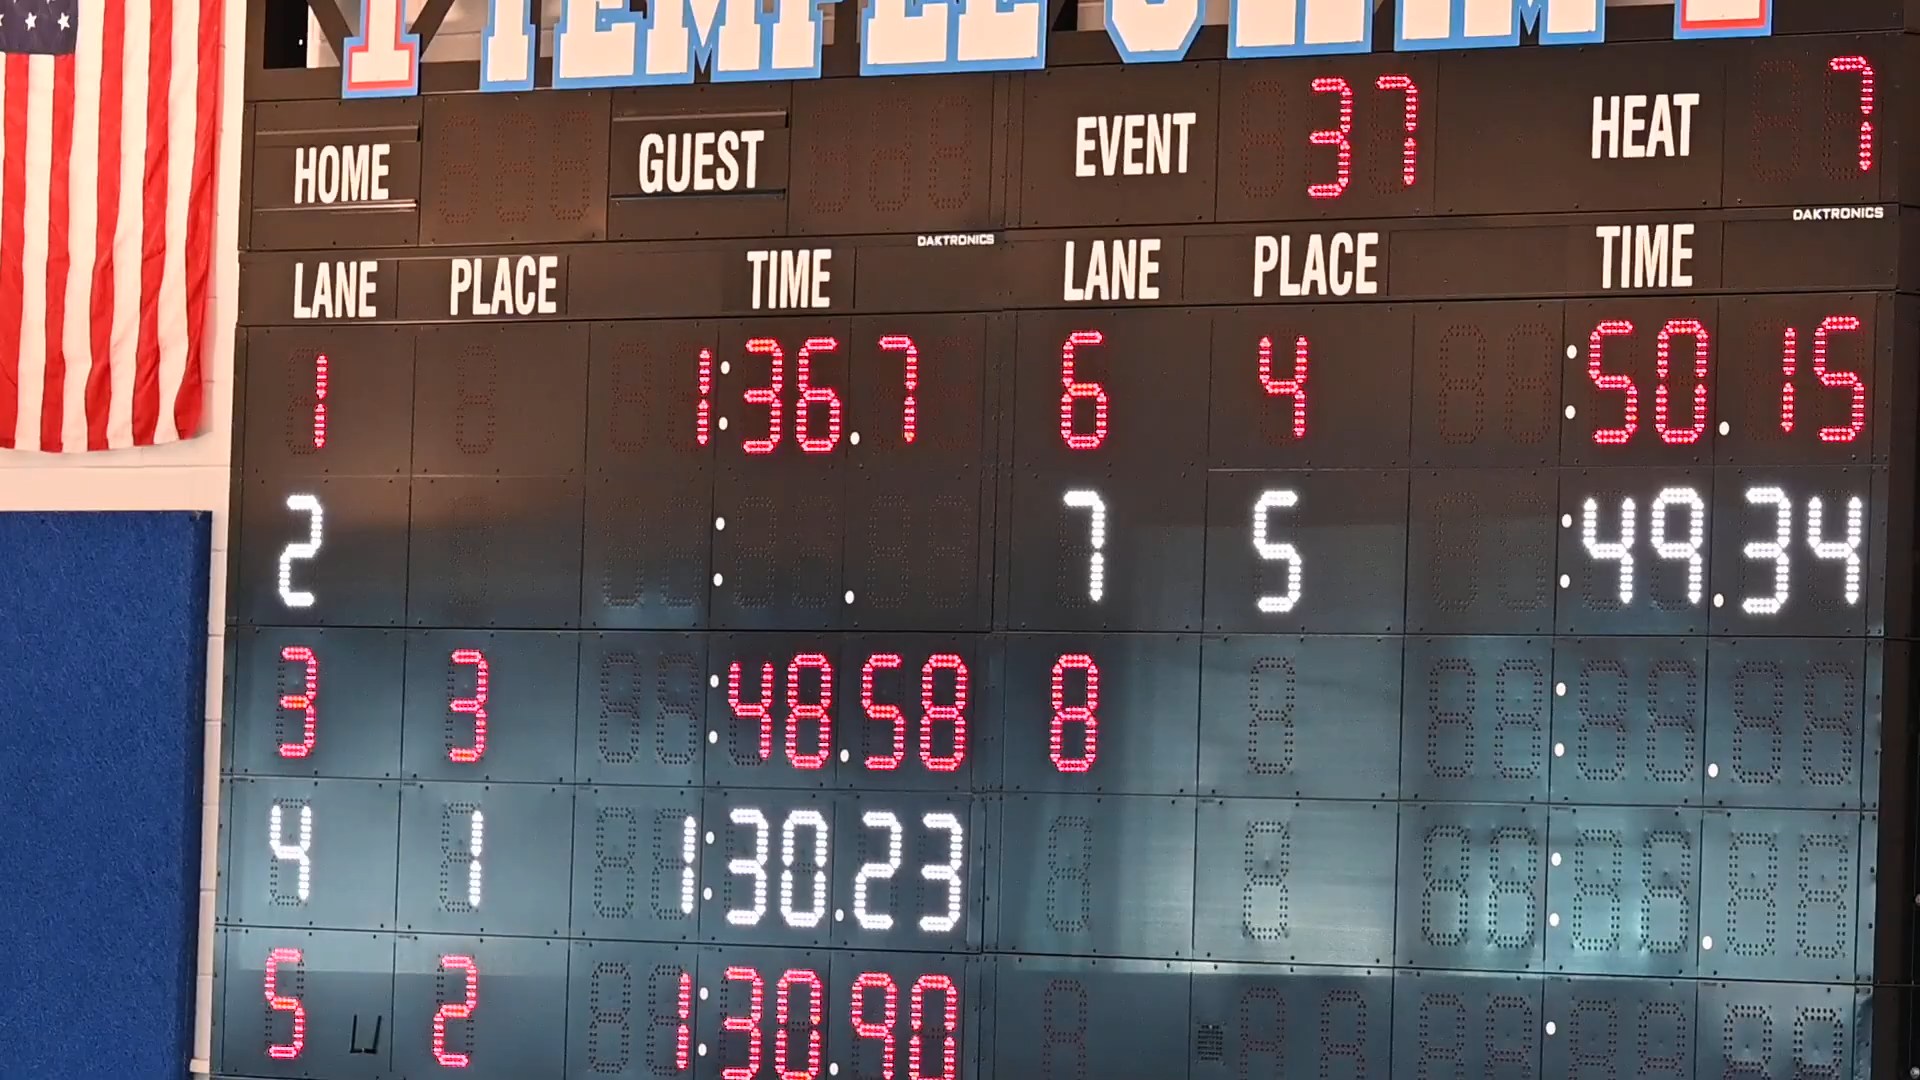 TEMPLE SWIM
HOME GUEST EVENT 37 HEAT 7
DAKTRONICS DAKTRONICS
LANE PLACE TIME LANE PLACE TIME
1 1:36.7 6 4 :50.15
2 : . 7 5 :49.34
3 3 :48.58 8 : .
4 1 1:30.23 : .
5 2 1:30.90 :